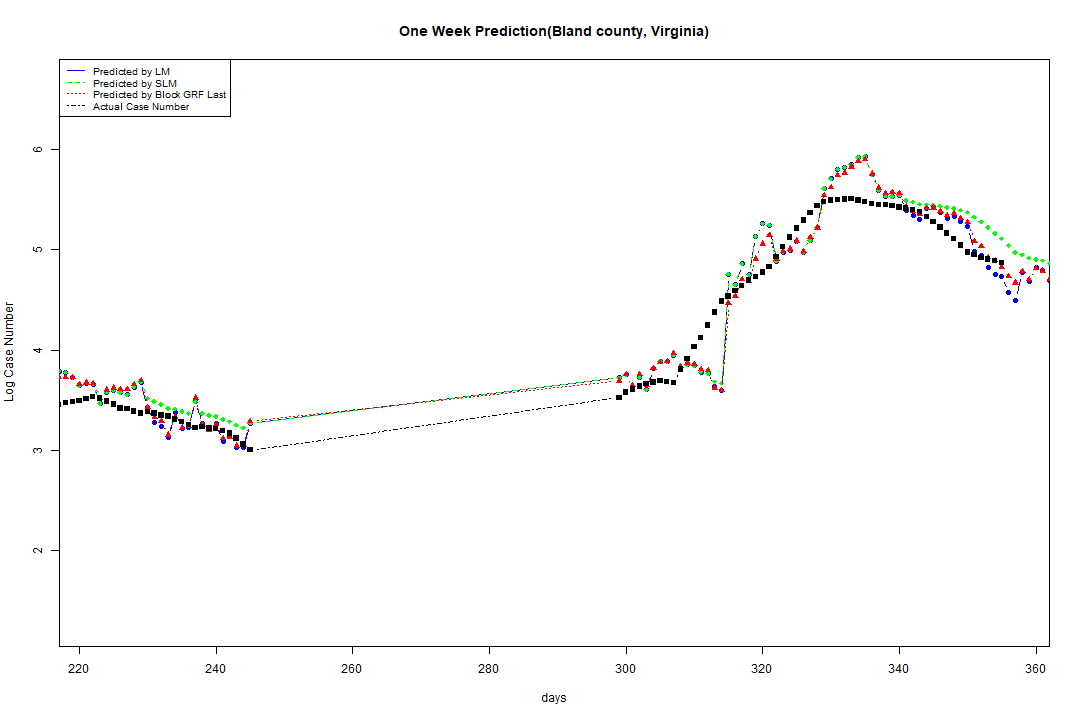 One Week Prediction(Bland county, Virginia)
Predicted by LM
Predicted by SLM
Predicted by Block GRF Last
Actual Case Number
6
5
4
3
2
Log Case Number
220 240 260 280 300 320 340 360
days